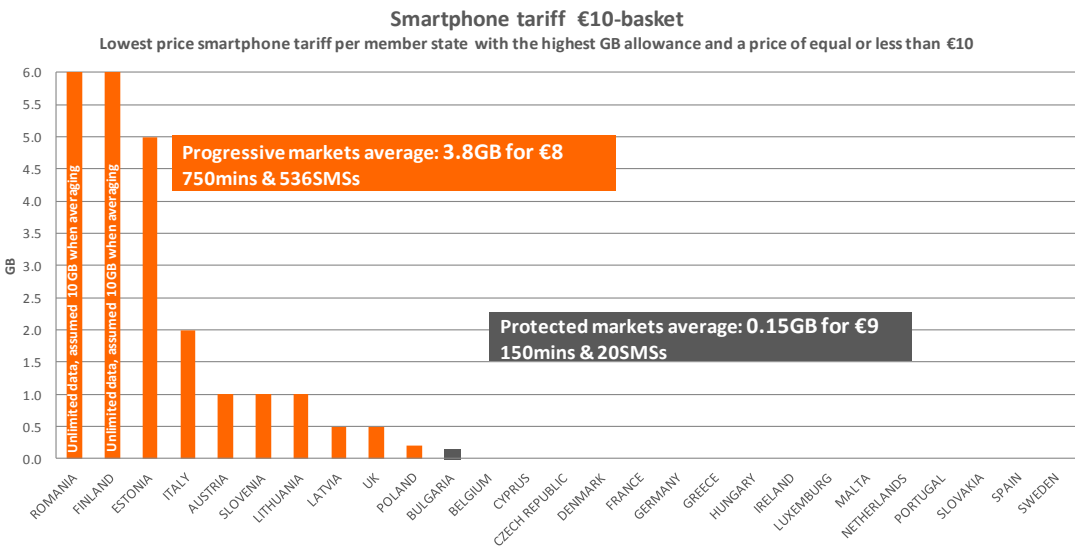 Smartphone tariff €10-basket
Lowest price smartphone tariff per member state with the highest GB allowance and a price of equal or less than €10
6.0
5.5
5.0
4.5
4.0
3.5
3.0
2.5
2.0
1.5
1.0
0.5
0.0
GB
Unlimited data, assumed 10GB when averaging
Unlimited data, assumed 10GB when averaging
Progressive markets average: 3.8GB for €8
750mins & 536SMSs
Protected markets average: 0.15GB for €9
150mins & 20SMSs
ROMANIA
FINLAND
ESTONIA
ITALY
AUSTRIA
SLOVENIA
LITHUANIA
LATVIA
UK
POLAND
BULGARIA
BELGIUM
CYPRUS
CZECH REPUBLIC
DENMARK
FRANCE
GERMANY
GREECE
HUNGARY
IRELAND
LUXEMBURG
MALTA
NETHERLANDS
PORTUGAL
SLOVAKIA
SPAIN
SWEDEN